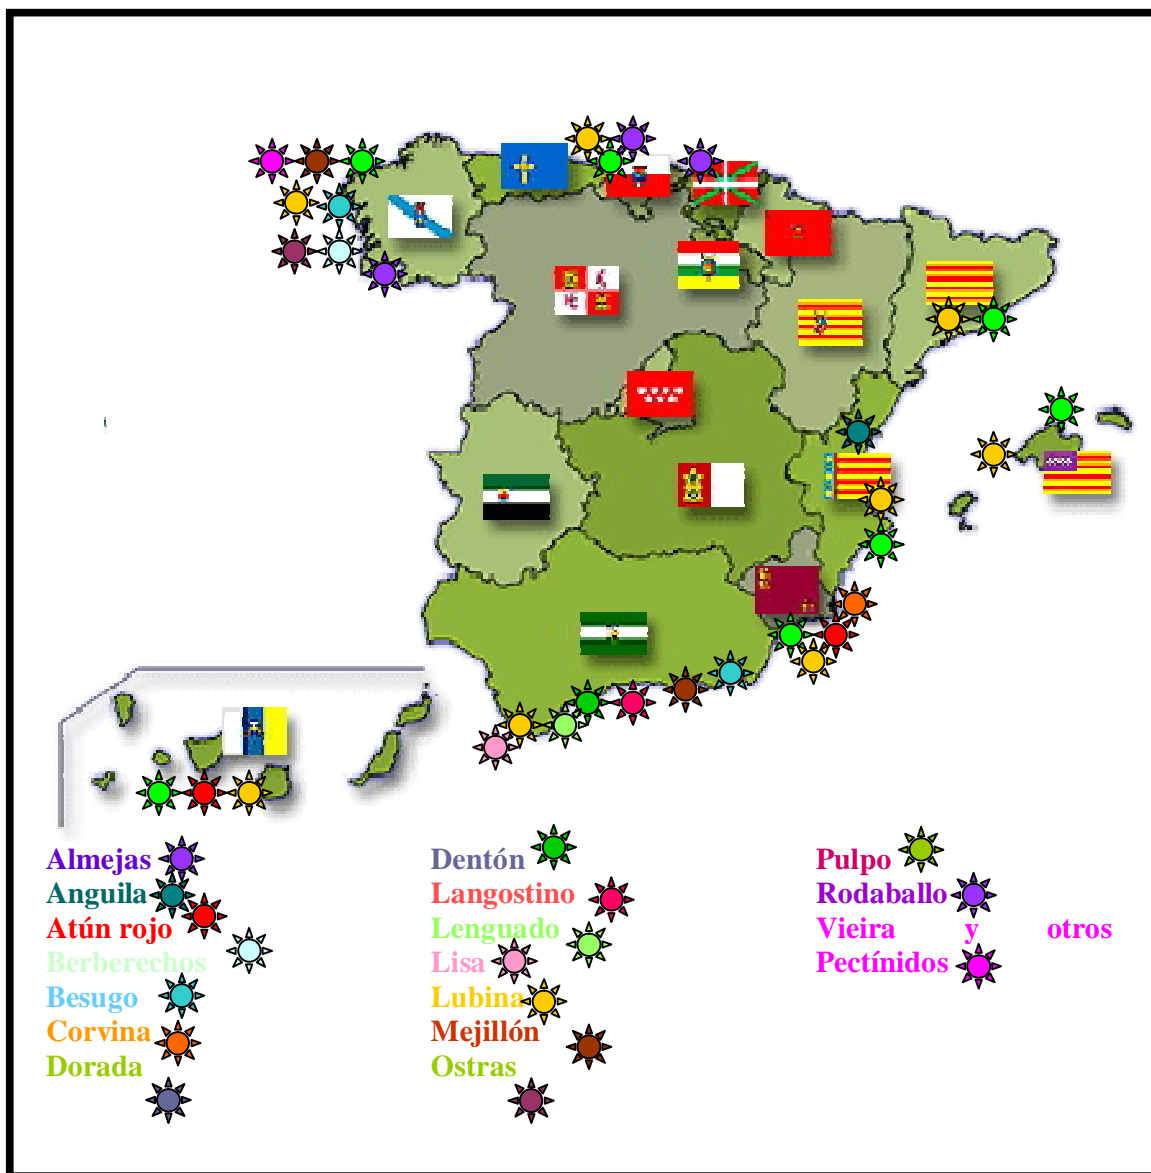 Almejas
Anguila
Atún rojo
Berberechos
Besugo
Corvina
Dorada
Dentón
Langostino
Lenguado
Lisa
Lubina
Mejillón
Ostras
Pulpo
Rodaballo
Vieira y otros
Pectínidos